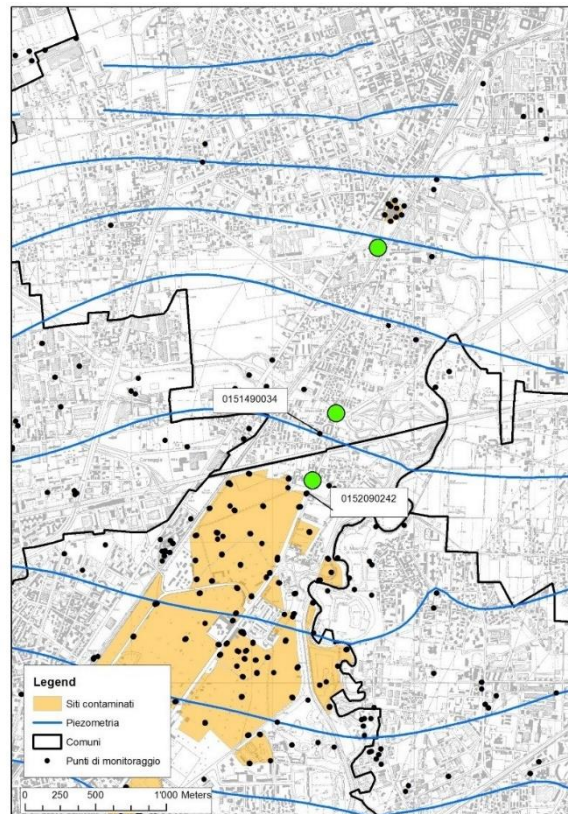 0151490034
0152090242
Legend
Siti contaminati
Piezometria
Comuni
Punti di monitoraggio
0 250 500 1'000 Meters